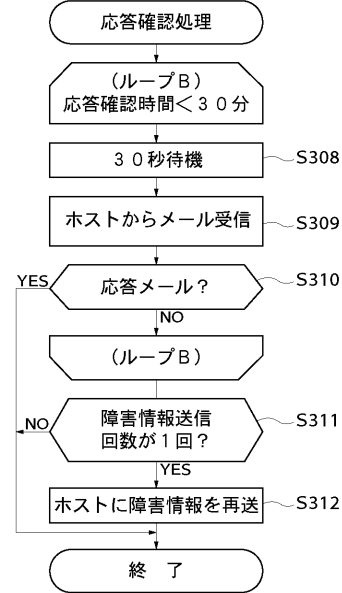 応答確認処理
（ループＢ）
応答確認時間＜３０分
３０秒待機
S308
ホストからメール受信
S309
応答メール？
S310
YES
NO
（ループＢ）
障害情報送信
回数が１回？
S311
NO
YES
ホストに障害情報を再送
S312
終 了